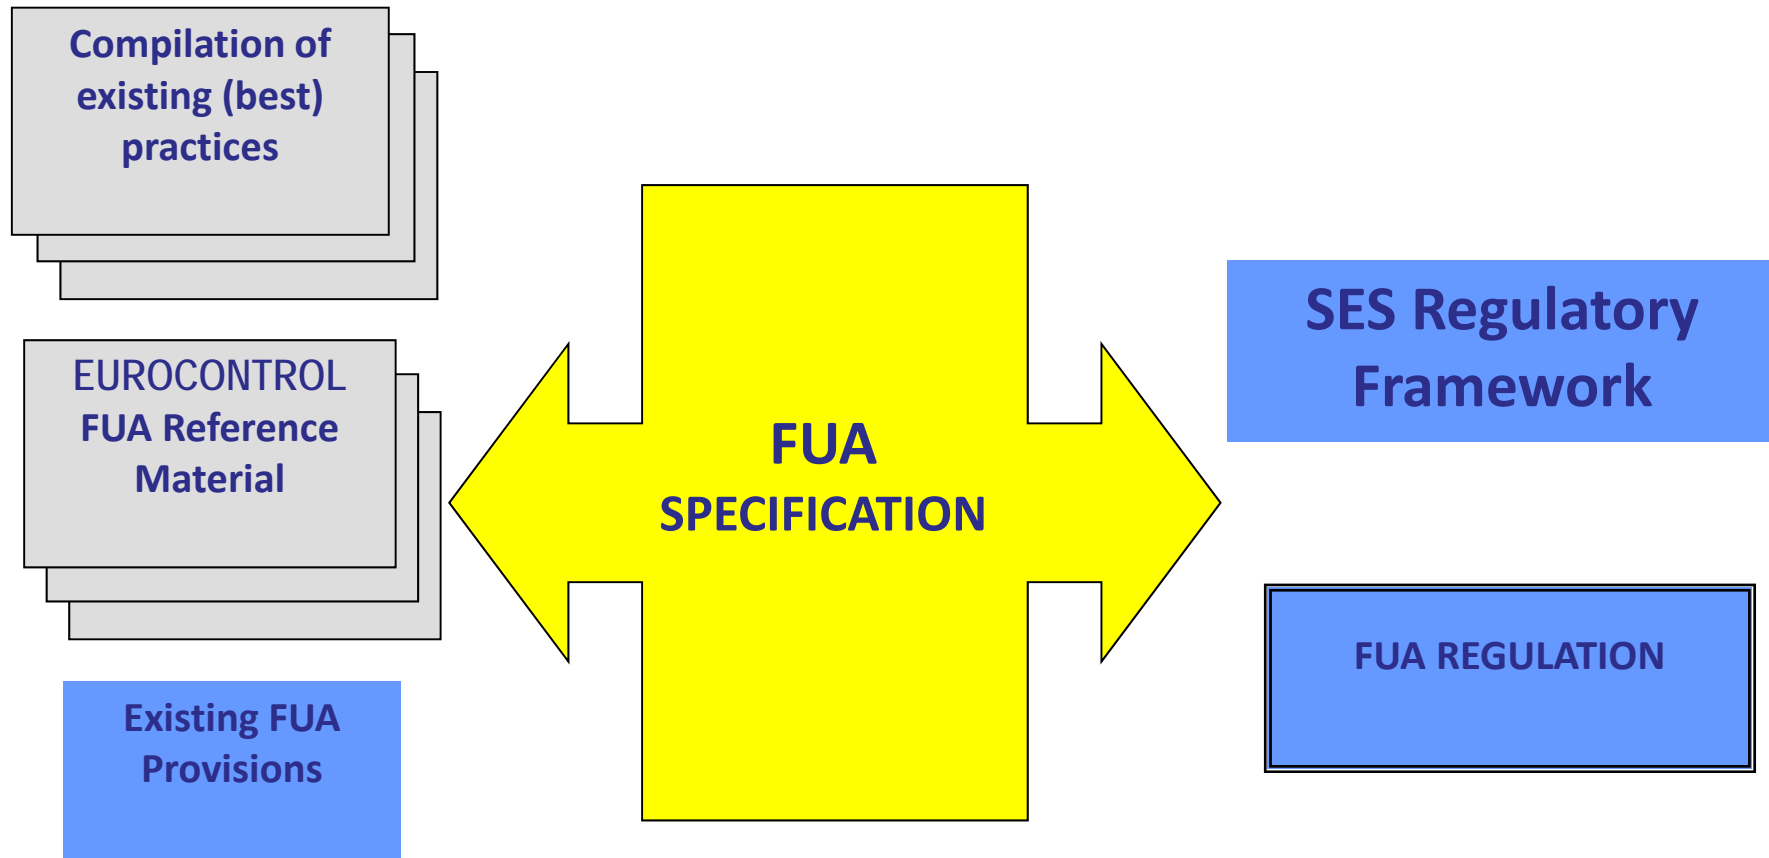 Compilation of
existing (best)
practices
EUROCONTROL
FUA Reference
Material
Existing FUA
Provisions
FUA
SPECIFICATION
SES Regulatory
Framework
FUA REGULATION